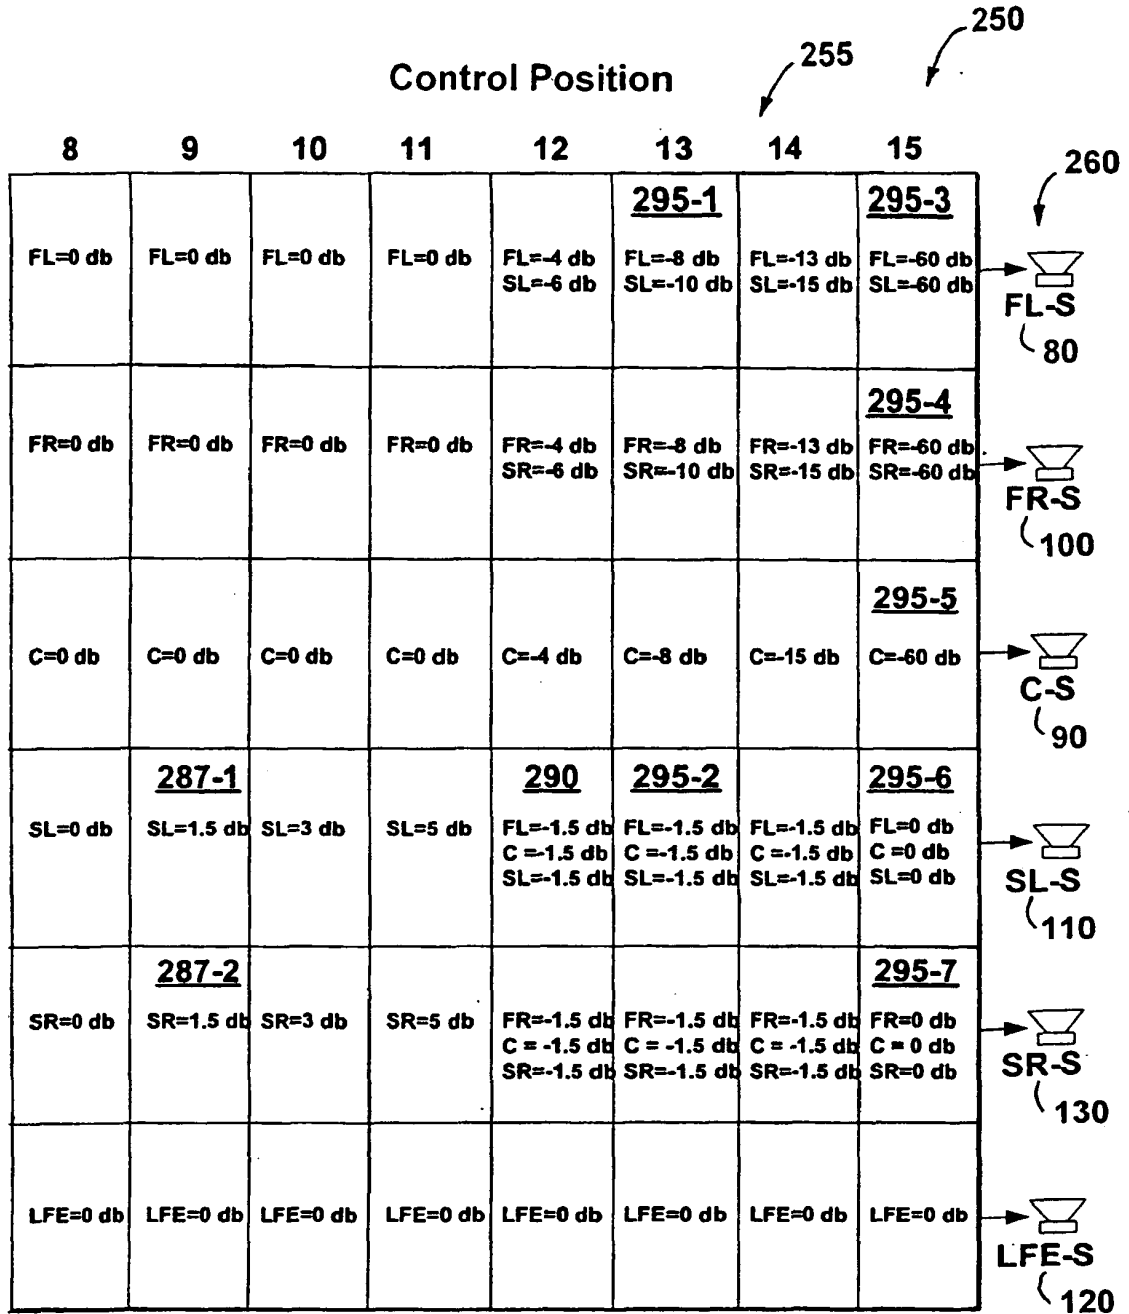 250
255
Control Position
8 9 10 11 12 13 14 15
260
295-1 295-3
FL=0 db FL=0 db FL=0 db FL=0 db FL=-4 db FL=-8 db FL=-13 db FL=-60 db
SL=-6 db SL=-10 db SL=-15 db SL=-60 db
FL-S
80
295-4
FR=0 db FR=0 db FR=0 db FR=0 db FR=-4 db FR=-8 db FR=-13 db FR=-60 db
SR=-6 db SR=-10 db SR=-15 db SR=-60 db
FR-S
100
295-5
C=0 db C=0 db C=0 db C=0 db C=-4 db C=-8 db C=-15 db C=-60 db
C-S
90
287-1 290 295-2 295-6
SL=0 db SL=1.5 db SL=3 db SL=5 db FL=-1.5 db FL=-1.5 db FL=-1.5 db FL=0 db
C =-1.5 db C =-1.5 db C =-1.5 db C =0 db
SL=-1.5 db SL=-1.5 db SL=-1.5 db SL=0 db
SL-S
110
287-2 295-7
SR=0 db SR=1.5 db SR=3 db SR=5 db FR=-1.5 db FR=-1.5 db FR=-1.5 db FR=0 db
C = -1.5 db C = -1.5 db C = -1.5 db C = 0 db
SR=-1.5 db SR=-1.5 db SR=-1.5 db SR=0 db
SR-S
130
LFE=0 db LFE=0 db LFE=0 db LFE=0 db LFE=0 db LFE=0 db LFE=0 db LFE=0 db
LFE-S
120